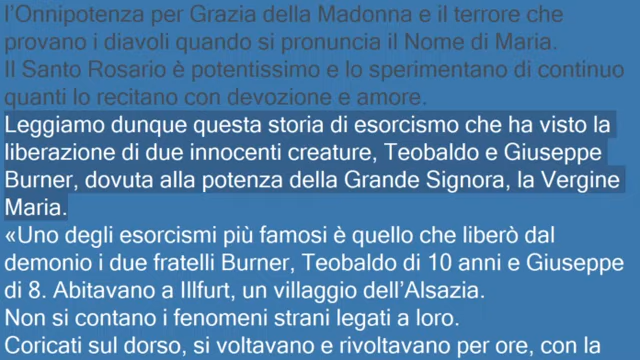 l'Onnipotenza per Grazia della Madonna e il terrore che
provano i diavoli quando si pronuncia il Nome di Maria.
Il Santo Rosario è potentissimo e lo sperimentano di continuo
quanti lo recitano con devozione e amore.
Leggiamo dunque questa storia di esorcismo che ha visto la
liberazione di due innocenti creature, Teobaldo e Giuseppe
Burner, dovuta alla potenza della Grande Signora, la Vergine
Maria.
«Uno degli esorcismi più famosi è quello che liberò dal
demonio i due fratelli Burner, Teobaldo di 10 anni e Giuseppe
di 8. Abitavano a Illfurt, un villaggio dell'Alsazia.
Non si contano i fenomeni strani legati a loro.
Coricati sul dorso, si voltavano e rivoltavano per ore, con la